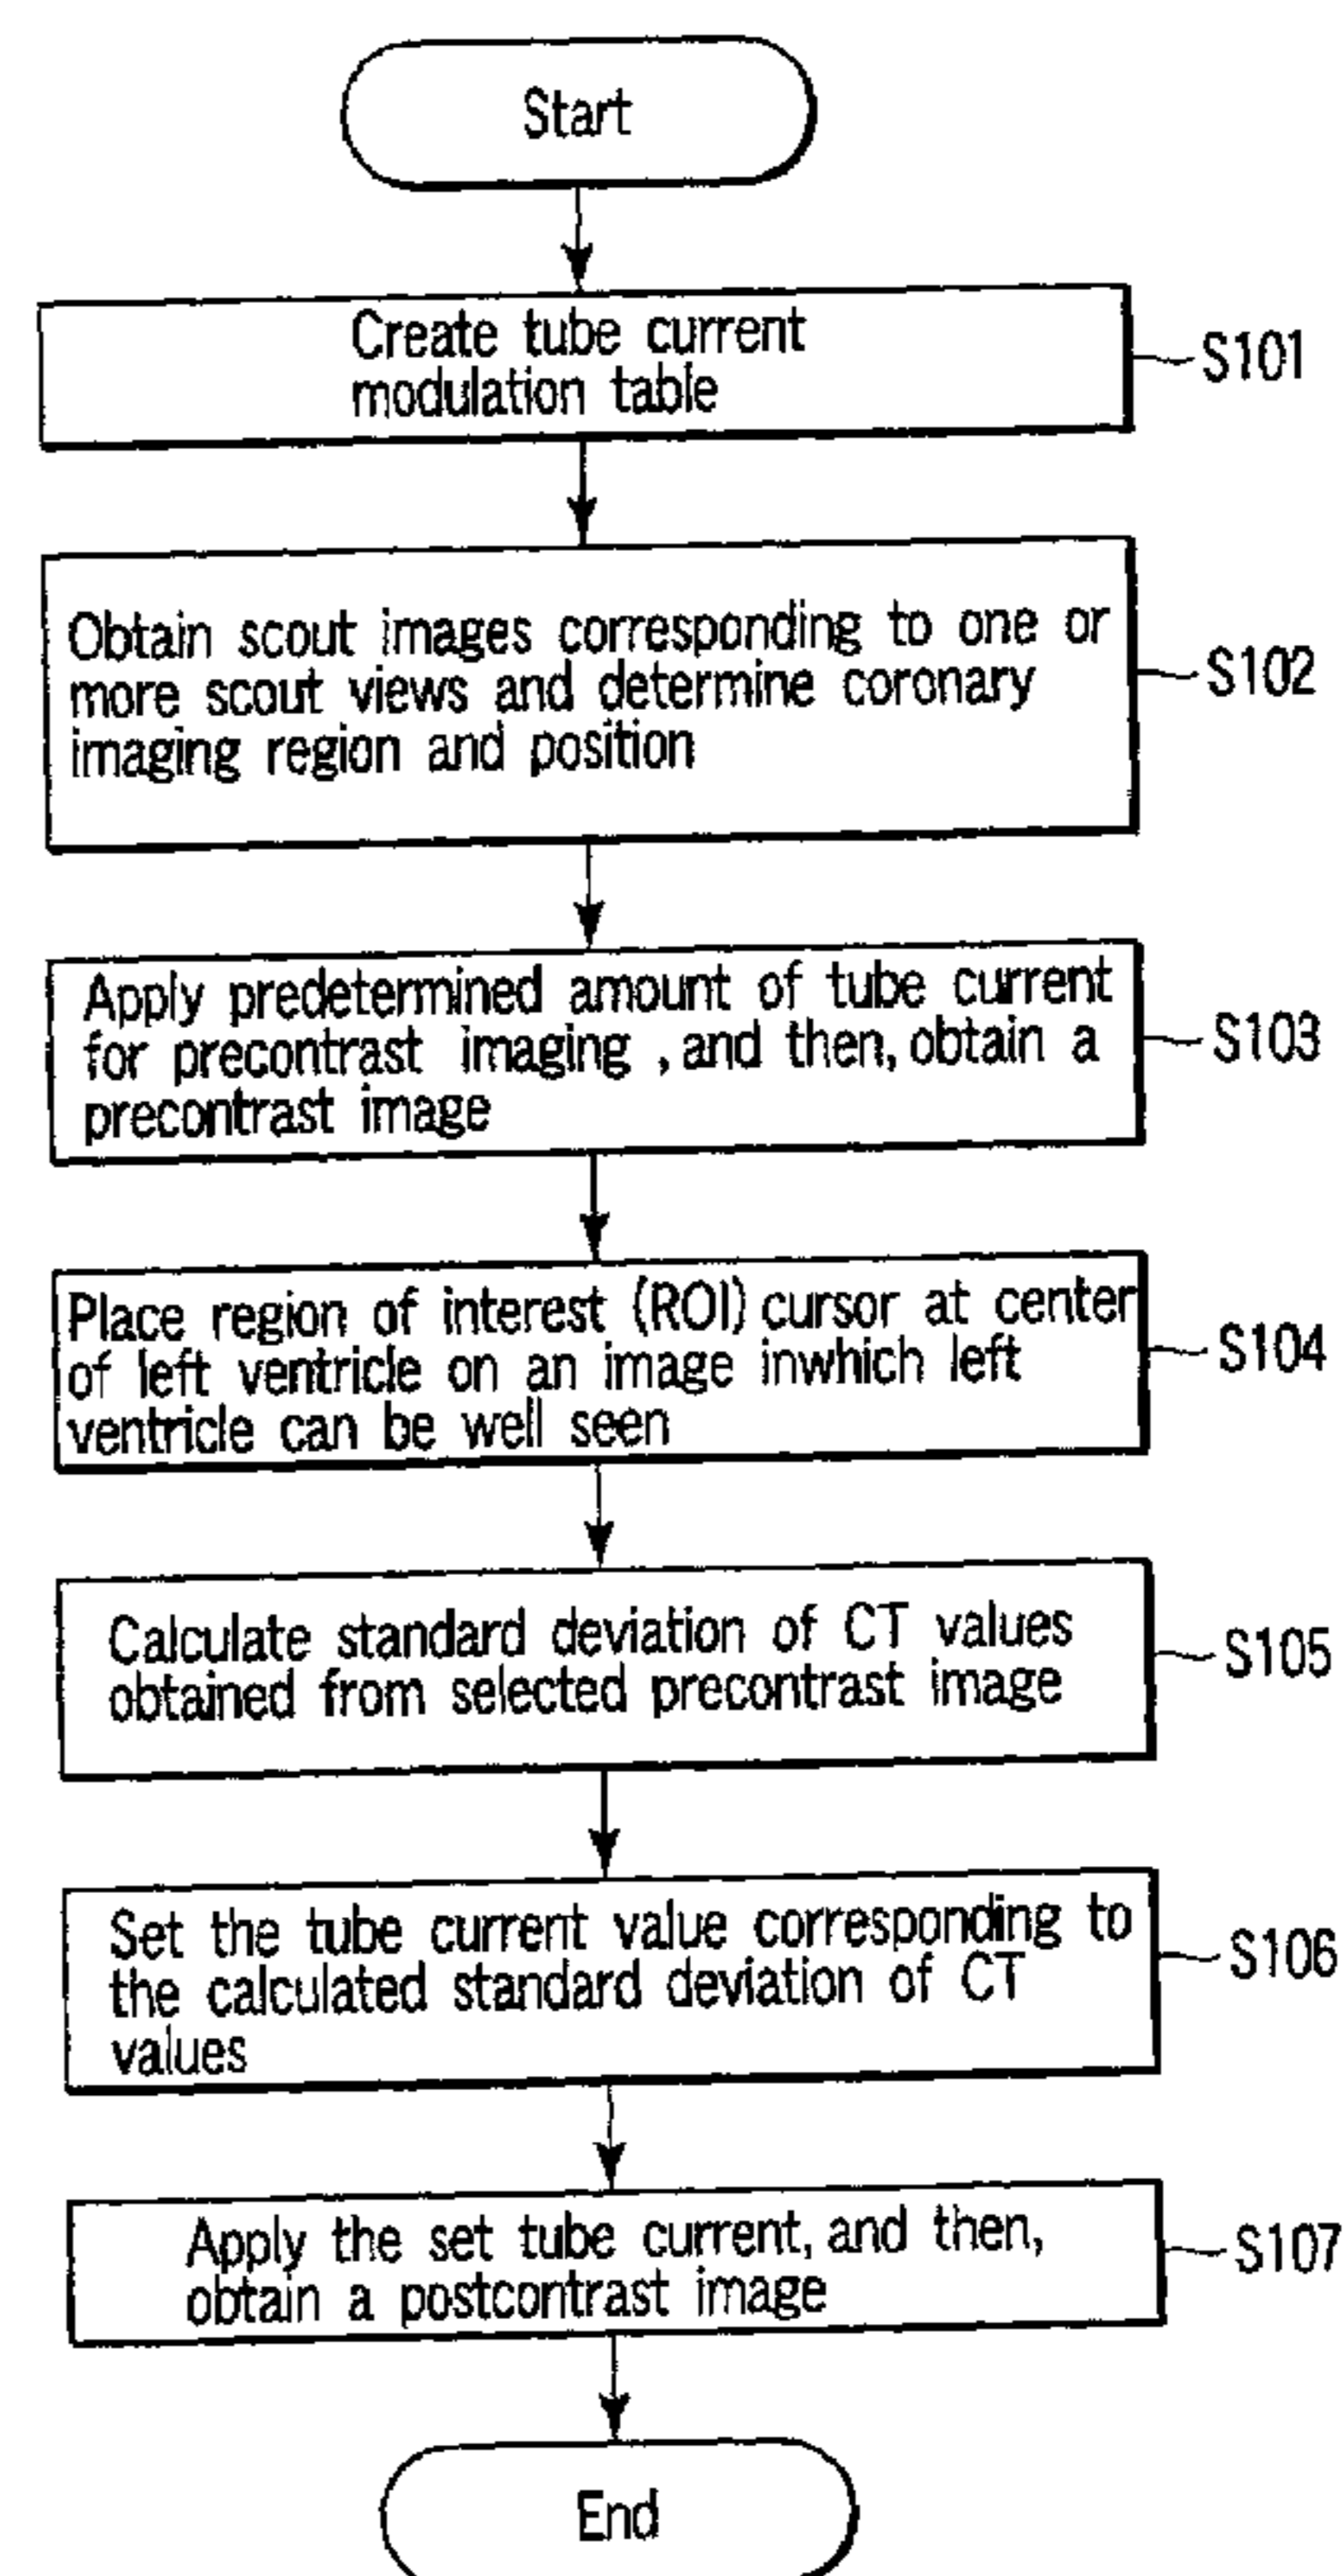 Start
Create tube current
modulation table
S101
Obtain scout images corresponding to one or
more scout views and determine coronary
imaging region and position
S102
Apply predetermined amount of tube current
for precontrast imaging , and then, obtain a
precontrast image
S103
Place region of interest (ROI) cursor at center
of left ventricle on an image inwhich left
ventricle can be well seen
S104
Calculate standard deviation of CT values
obtained from selected precontrast image
S105
Set the tube current value corresponding to
the calculated standard deviation of CT
values
S106
Apply the set tube current, and then,
obtain a postcontrast image
S107
End